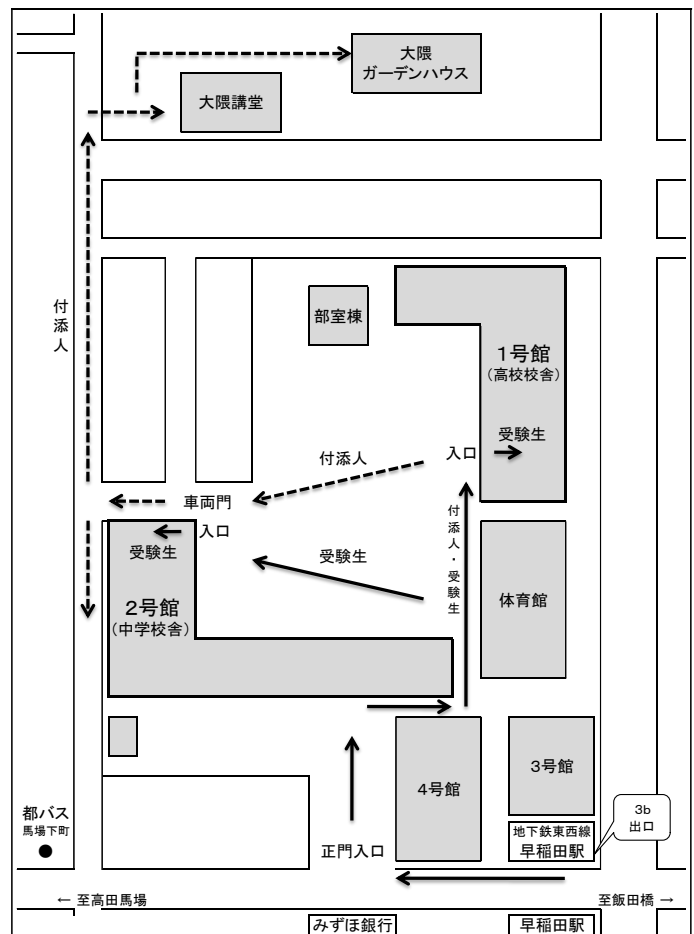 大隈
ガーデンハウス
大隈講堂
付添人
部室棟
1号館
（高校校舎）
受験生
入口
付添人
車両門
入口
受験生
受験生
付添人・受験生
2号館
（中学校舎）
体育館
3号館
4号館
3b
出口
都バス
馬場下町
地下鉄東西線
早稲田駅
正門入口
← 至高田馬場
至飯田橋 →
みずほ銀行
早稲田駅